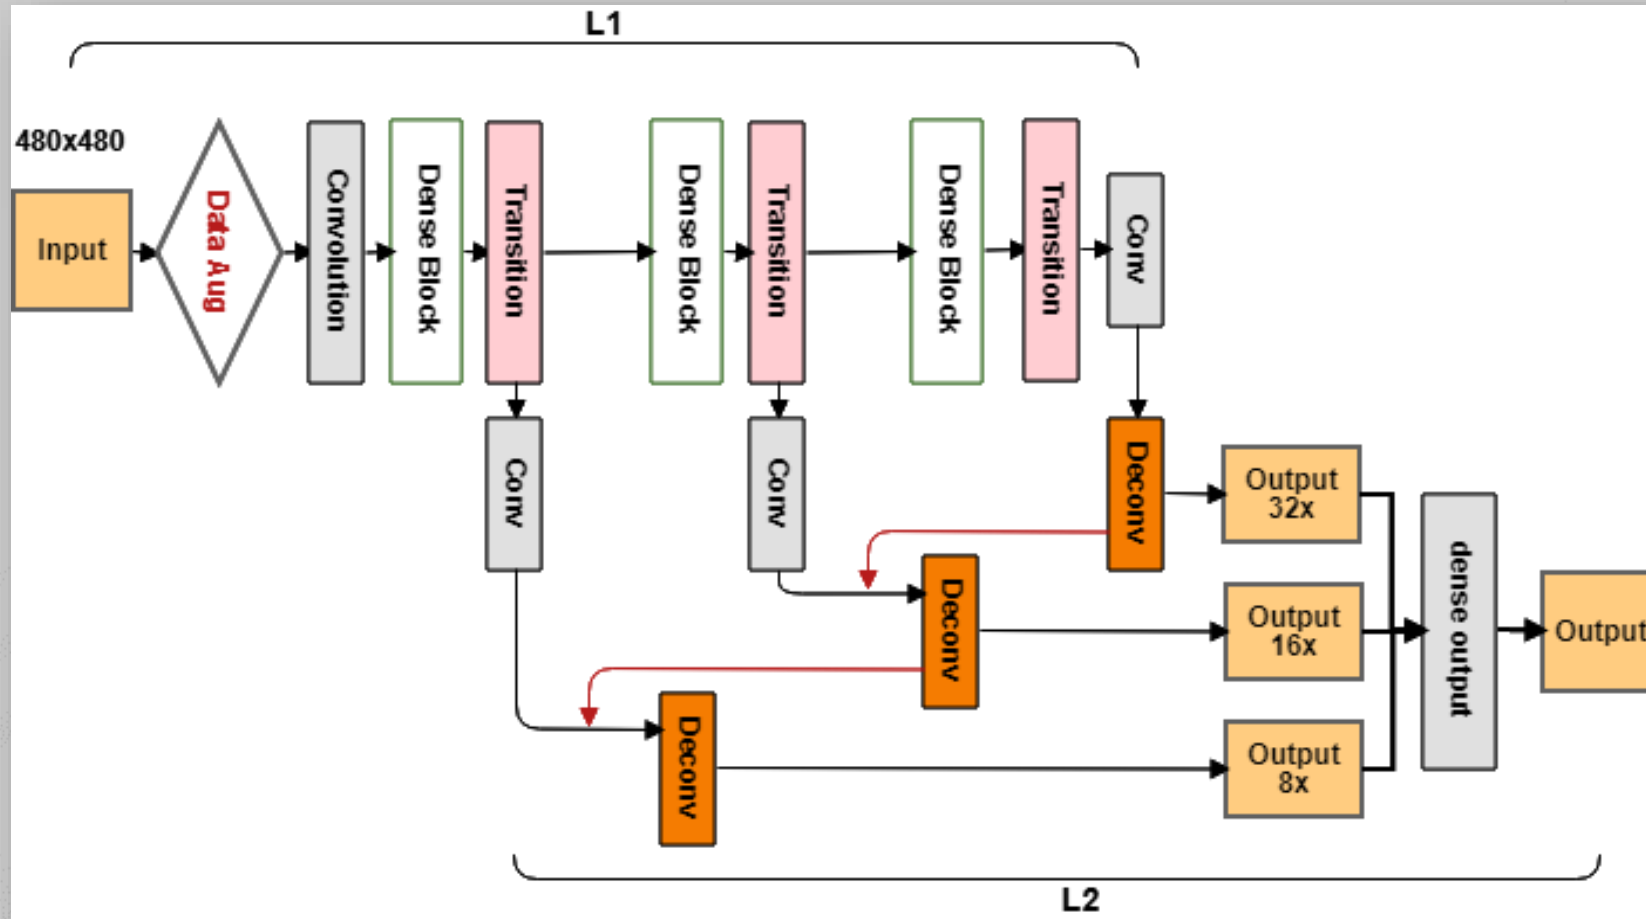 L1
480x480
Input
Data Aug
Convolution
Dense Block
Transition
Dense Block
Transition
Dense Block
Transition
Conv
Conv
Conv
Deconv
Output
32x
Deconv
Output
16x
dense output
Output
Deconv
Output
8x
L2